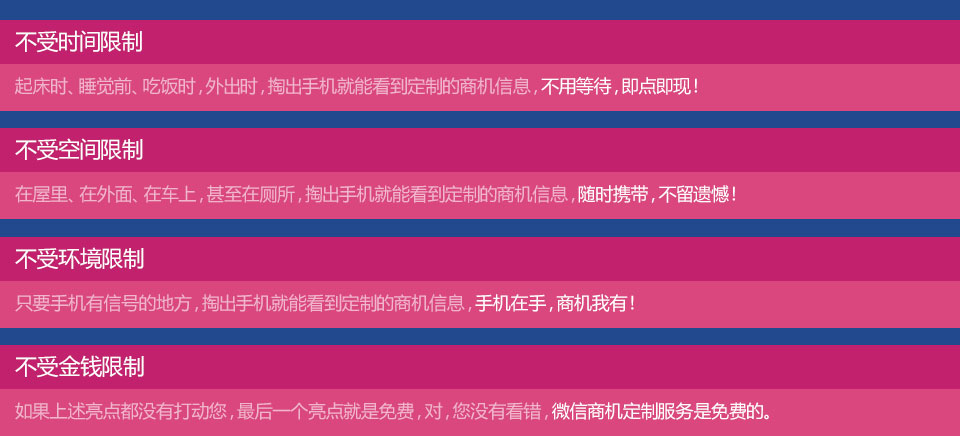 不受时间限制
起床时、睡觉前、吃饭时,外出时,掏出手机就能看到定制的商机信息,不用等待,即点即现!
不受空间限制
在屋里、在外面、在车上,甚至在厕所,掏出手机就能看到定制的商机信息,随时携带,不留遗憾!
不受环境限制
只要手机有信号的地方,掏出手机就能看到定制的商机信息,手机在手,商机我有!
不受金钱限制
如果上述亮点都没有打动您,最后一个亮点就是免费,对,您没有看错,微信商机定制服务是免费的。